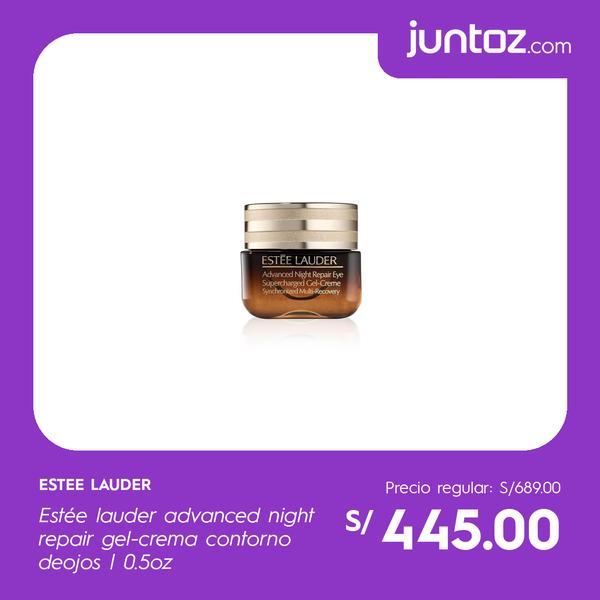 juntoz.com
ESTĒE LAUDER
Advanced Night Repair Eye
Supercharged Gel-Creme
Synchronized Multi-Recovery
ESTEE LAUDER
Estée lauder advanced night
repair gel-crema contorno
deojos | 0.5oz
Precio regular: S/689.00
S/ 445.00